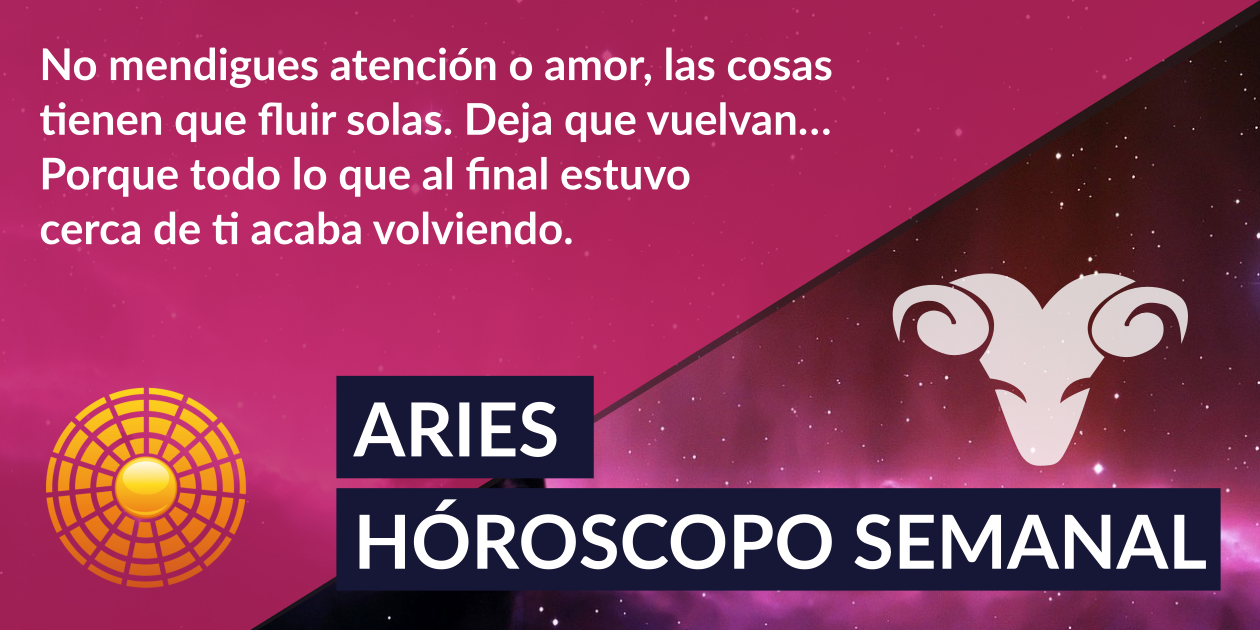 No mendigues atención o amor, las cosas
tienen que fluir solas. Deja que vuelvan...
Porque todo lo que al final estuvo
cerca de ti acaba volviendo.
ARIES
HÓROSCOPO SEMANAL